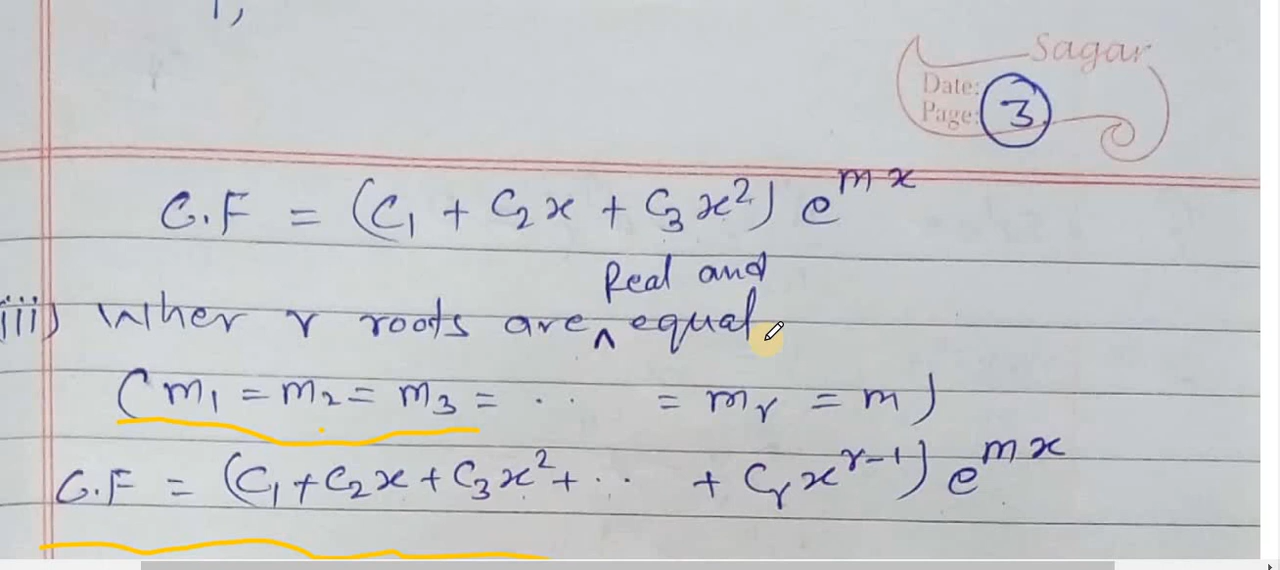 Sagar
Date:
Page: 3
C.F = (C₁ + C₂x + C₃x²) e^{mx}
Real and
iii) When r roots are ^ equal.
(m₁ = m₂ = m₃ = . . = mᵣ = m)
C.F = (C₁ + C₂x + C₃x² + . . + Cᵣx^{r-1}) e^{mx}